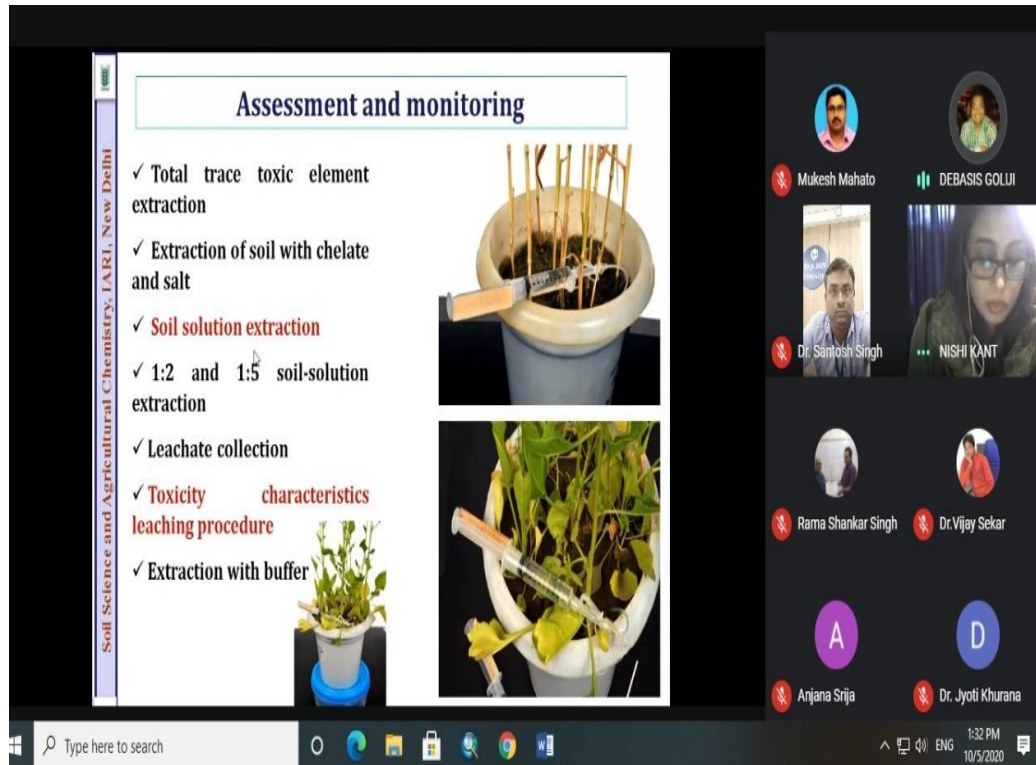 Soil Science and Agricultural Chemistry, IARI, New Delhi
Assessment and monitoring
✓ Total trace toxic element
extraction
✓ Extraction of soil with chelate
and salt
✓ Soil solution extraction
✓ 1:2 and 1:5 soil-solution
extraction
✓ Leachate collection
✓ Toxicity characteristics
leaching procedure
✓ Extraction with buffer
Mukesh Mahato
DEBASIS GOLUI
Dr. Santosh Singh
NISHI KANT
Rama Shankar Singh
Dr.Vijay Sekar
A
D
Anjana Srija
Dr. Jyoti Khurana
Type here to search
ENG
1:32 PM
10/5/2020